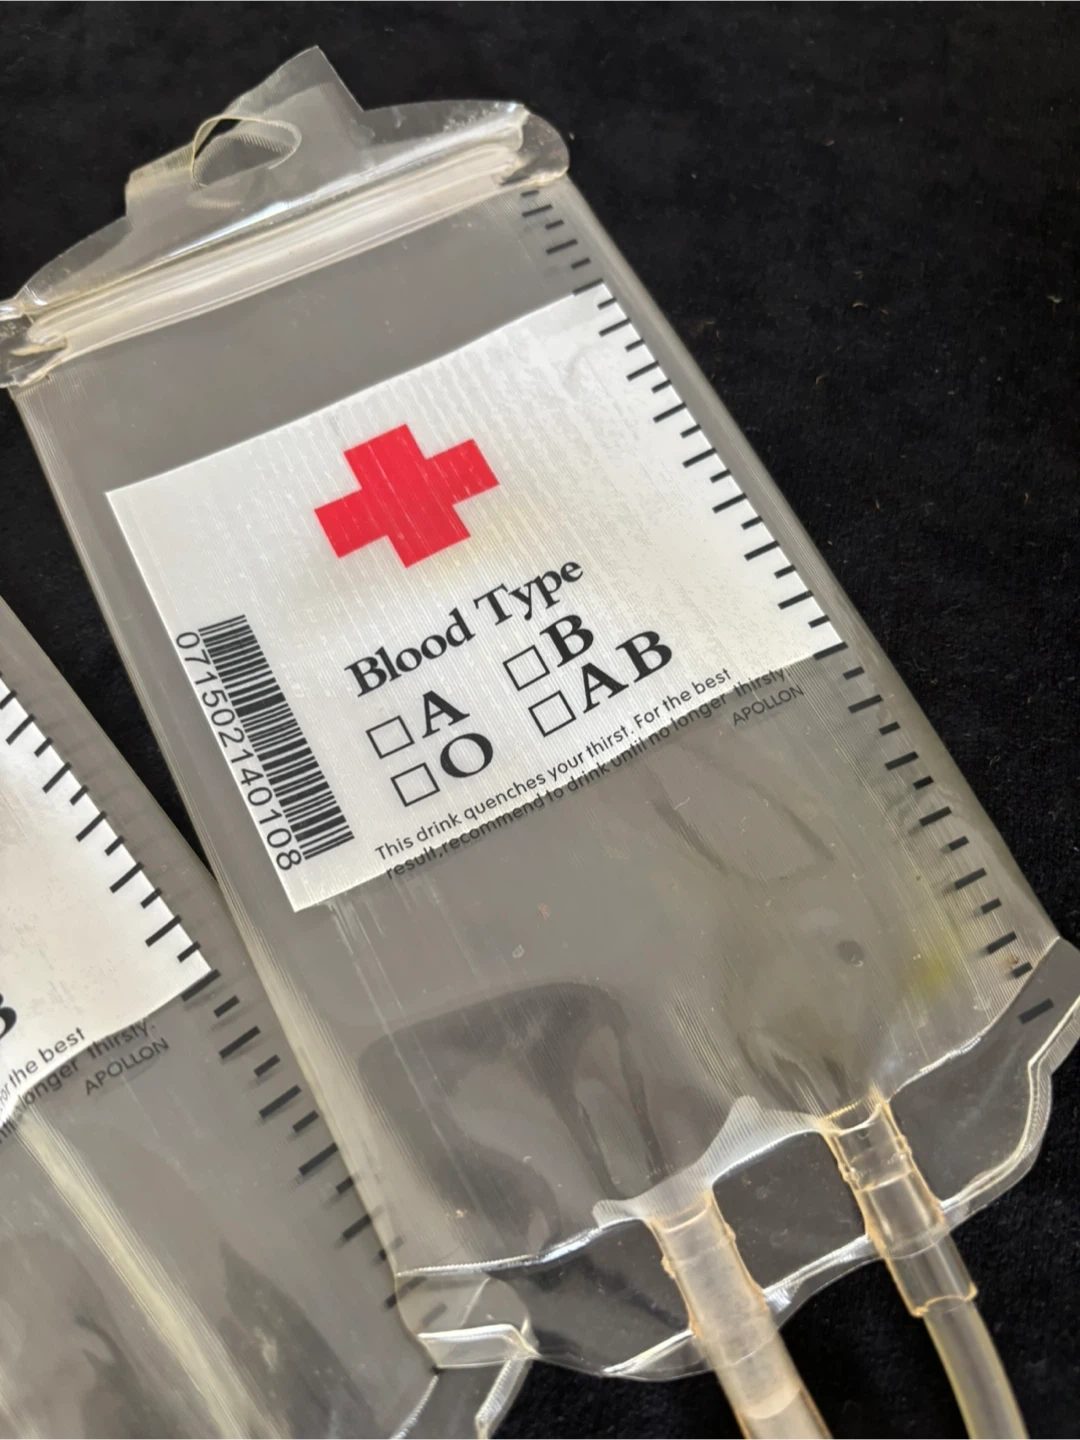 071502140108
Blood Type
A B
O AB
This drink quenches your thirst. For the best
result,recommend to drink until no longer thirsty.
APOLLON
B
For the best
longer thirsty.
APOLLON